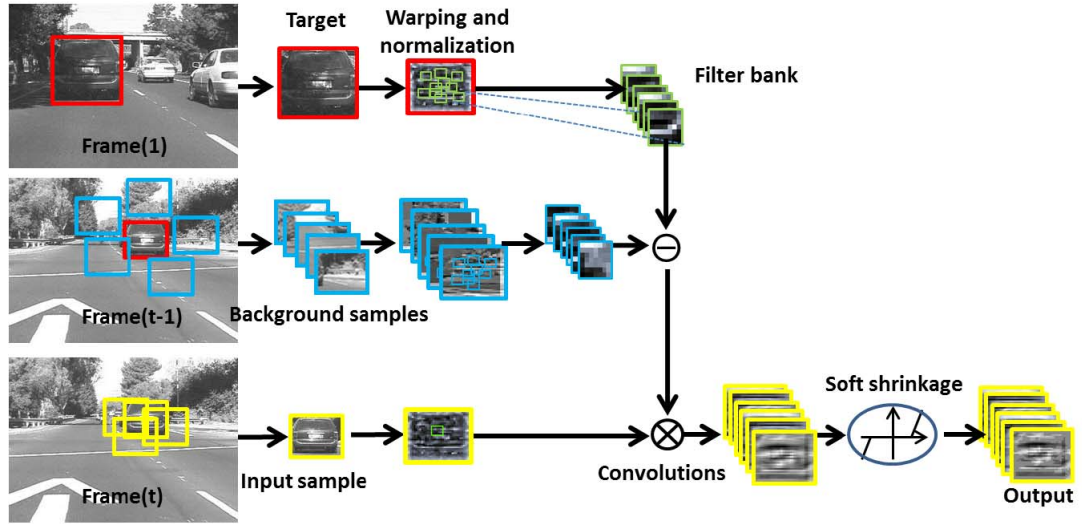 Target
Warping and
normalization
Filter bank
Frame(1)
Background samples
Frame(t-1)
Soft shrinkage
Input sample
Convolutions
Frame(t)
Output